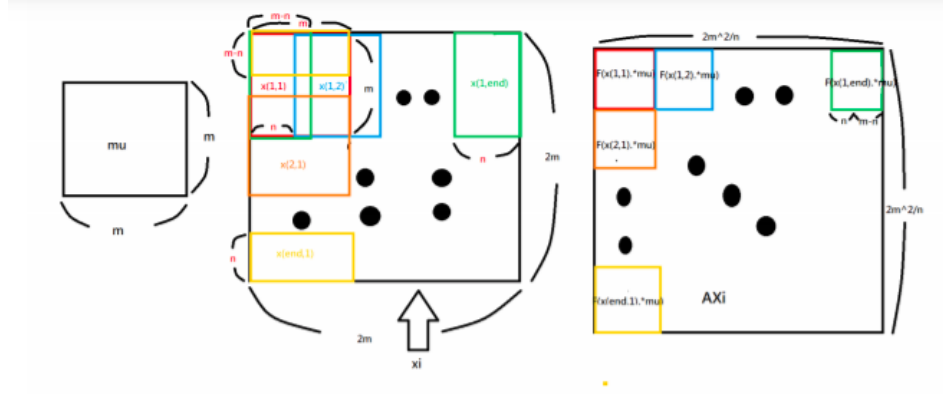 mu
m
m
m-n
m
m-n
x(1,1)
x(1,2)
m
x(1,end)
n
n
x(2,1)
2m
n
x(end,1)
2m
xi
2m^2/n
F(x(1,1).*mu)
F(x(1,2).*mu)
F(x(1,end).*mu)
n
m-n
F(x(2,1).*mu)
2m^2/n
F(x(end.1).*mu)
AXi